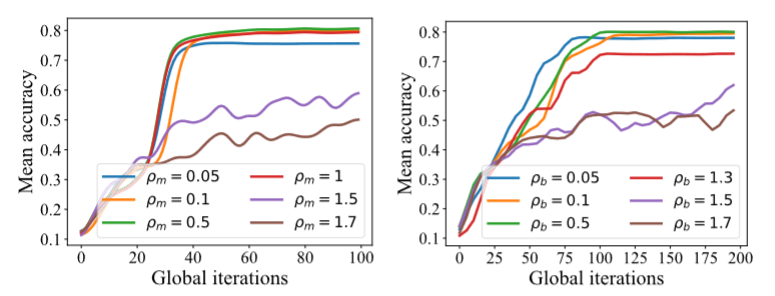 Mean accuracy
0.8
0.7
0.6
0.5
0.4
0.3
0.2
0.1
ρm = 0.05
ρm = 0.1
ρm = 0.5
ρm = 1
ρm = 1.5
ρm = 1.7
0 20 40 60 80 100
Global iterations
Mean accuracy
0.8
0.7
0.6
0.5
0.4
0.3
0.2
0.1
ρb = 0.05
ρb = 0.1
ρb = 0.5
ρb = 1.3
ρb = 1.5
ρb = 1.7
0 25 50 75 100 125 150 175 200
Global iterations